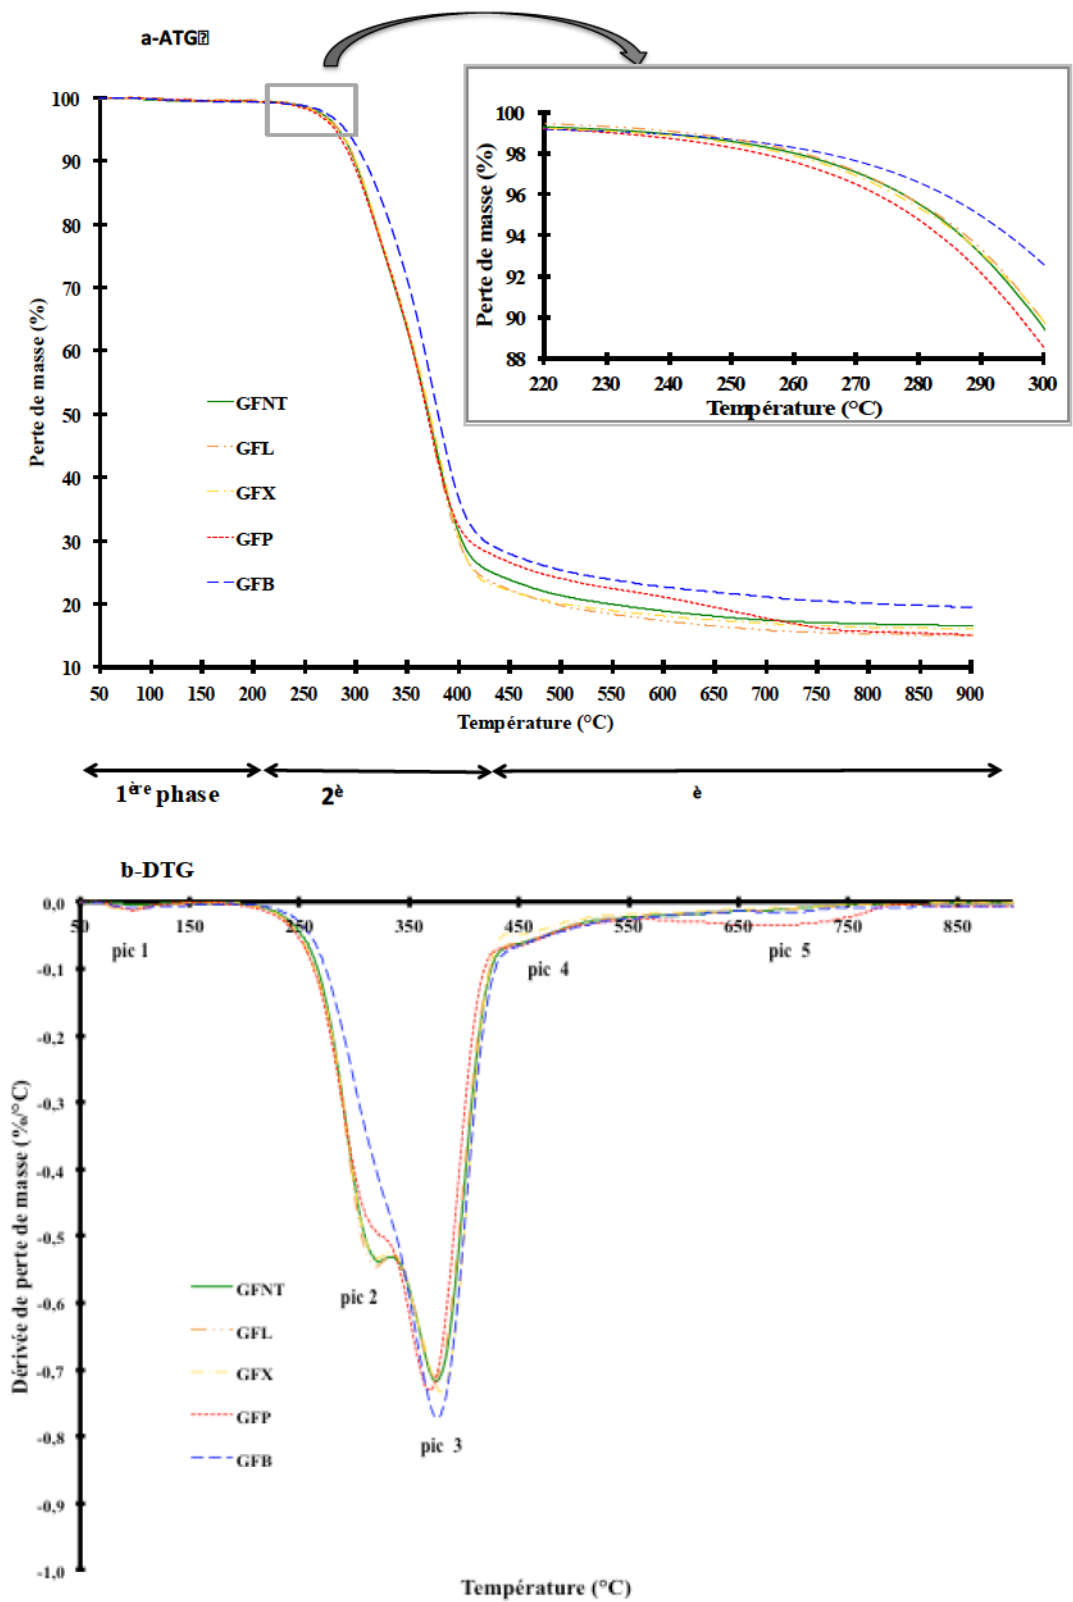 a-ATG
100
90
80
70
60
50
40
30
20
10
Perte de masse (%)
GFNT
GFL
GFX
GFP
GFB
50 100 150 200 250 300 350 400 450 500 550 600 650 700 750 800 850 900
Température (°C)
100
98
96
94
92
90
88
Perte de masse (%)
220 230 240 250 260 270 280 290 300
Température (°C)
1ère phase 2è è
b-DTG
0,0
50 150 250 350 450 550 650 750 850
pic 1 pic 4 pic 5
-0,1
-0,2
-0,3
-0,4
-0,5
-0,6
-0,7
-0,8
-0,9
-1,0
Dérivée de perte de masse (%/°C)
pic 2
GFNT
GFL
GFX
GFP
GFB
pic 3
Température (°C)